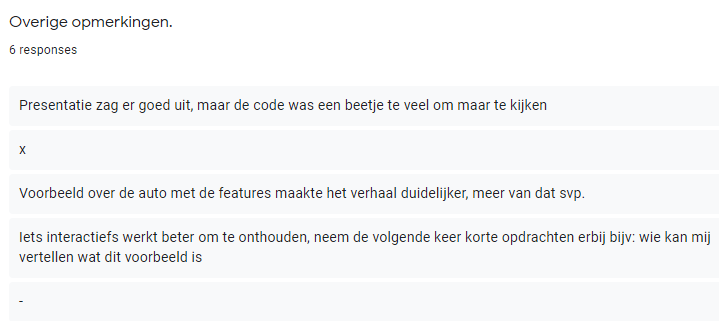 Overige opmerkingen.
6 responses
Presentatie zag er goed uit, maar de code was een beetje te veel om maar te kijken
x
Voorbeeld over de auto met de features maakte het verhaal duidelijker, meer van dat svp.
Iets interactiefs werkt beter om te onthouden, neem de volgende keer korte opdrachten erbij bijv: wie kan mij
vertellen wat dit voorbeeld is
-